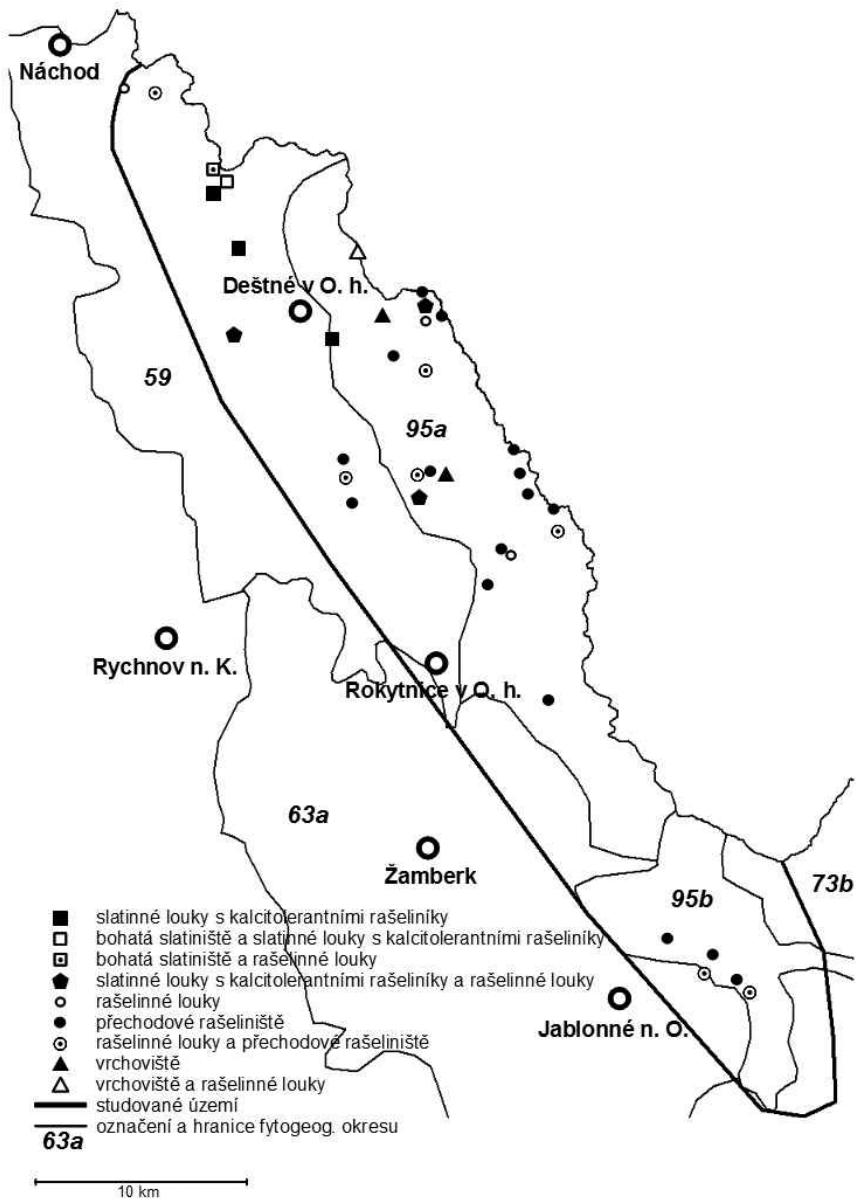 Náchod
Deštné v O. h.
59
95a
Rychnov n. K.
Rokytnice v O. h.
63a
Žamberk
73b
95b
slatinné louky s kalcitolerantními rašeliníky
bohatá slatiniště a slatinné louky s kalcitolerantními rašeliníky
bohatá slatiniště a rašelinné louky
slatinné louky s kalcitolerantními rašeliníky a rašelinné louky
rašelinné louky
přechodové rašeliniště
rašelinné louky a přechodové rašeliniště
Jablonné n. O.
vrchoviště
vrchoviště a rašelinné louky
studované území
63a označení a hranice fytogeog. okresu
10 km